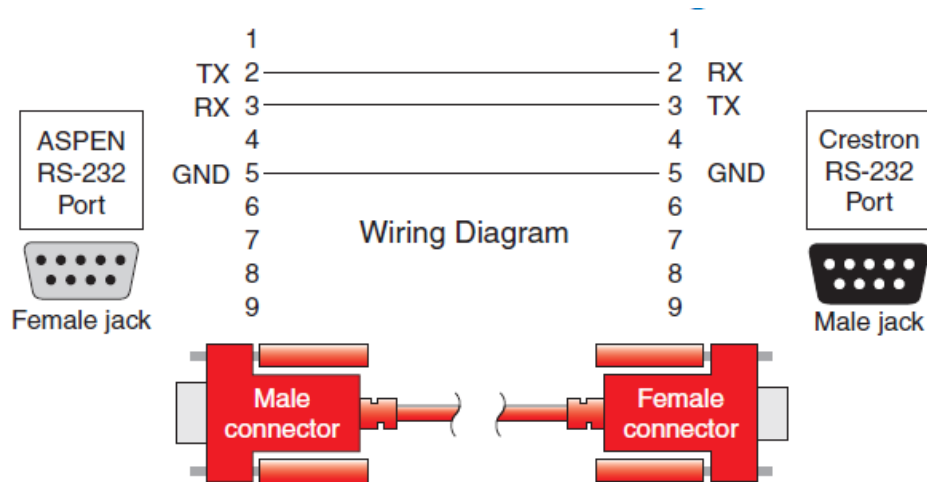 1 1
TX 2 2 RX
RX 3 3 TX
4 4
GND 5 5 GND
6 6
7 7
8 8
9 9
ASPEN
RS-232
Port
Female jack
Wiring Diagram
Crestron
RS-232
Port
Male jack
Male
connector
Female
connector